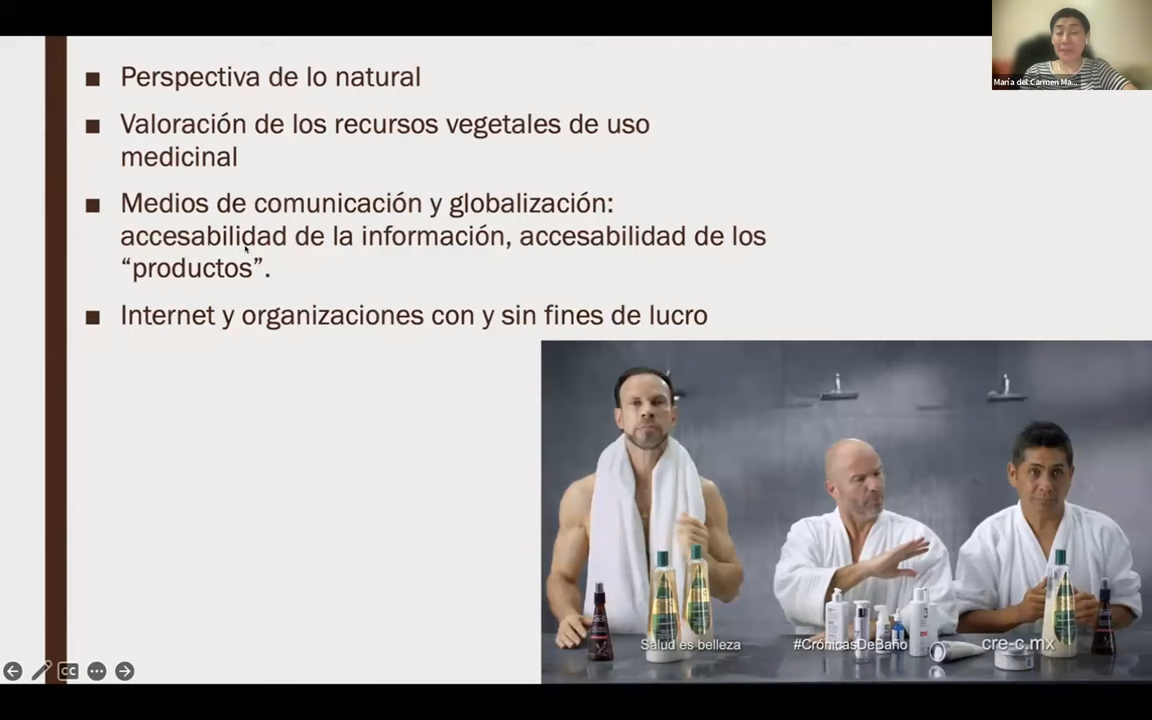 Perspectiva de lo natural
Valoración de los recursos vegetales de uso
medicinal
Medios de comunicación y globalización:
accesabilidad de la información, accesabilidad de los
“productos”.
Internet y organizaciones con y sin fines de lucro
María del Carmen Ma...
Salud es belleza
#CrónicasDeBaño
cre-c.mx
CC